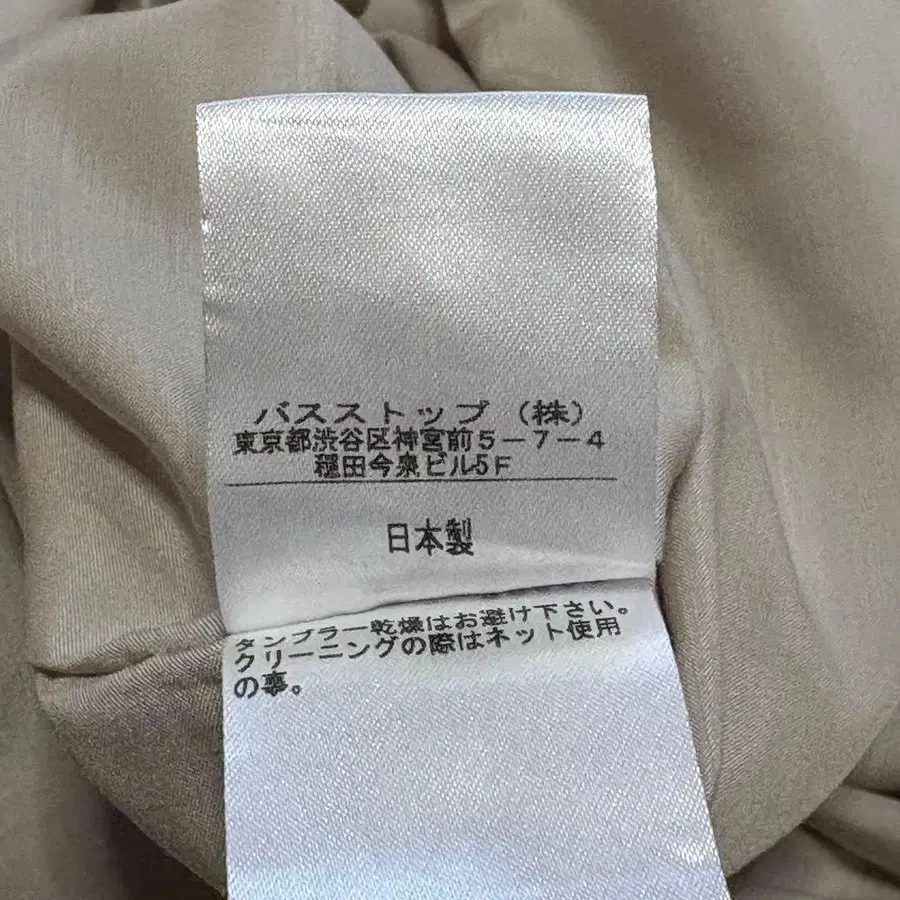 バスストップ（株）
東京都渋谷区神宮前５−７−４
穏田今泉ビル5F
日本製
タンブラー乾燥はお避け下さい。
クリーニングの際はネット使用
の事。